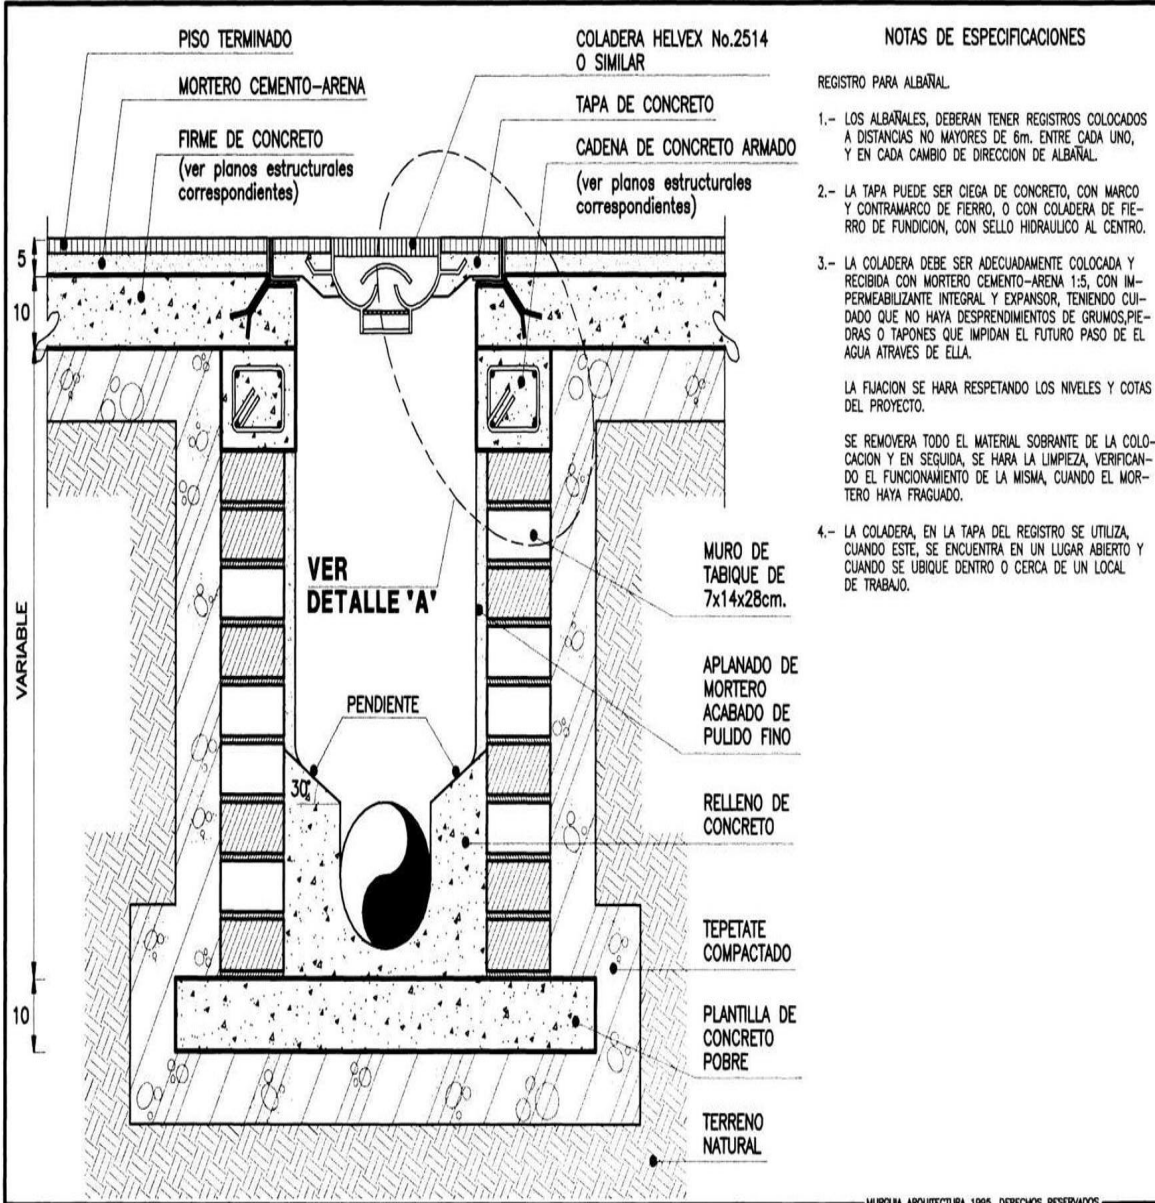 PISO TERMINADO
MORTERO CEMENTO-ARENA
FIRME DE CONCRETO
(ver planos estructurales
correspondientes)
COLADERA HELVEX No.2514
O SIMILAR
TAPA DE CONCRETO
CADENA DE CONCRETO ARMADO
(ver planos estructurales
correspondientes)
5
10
VARIABLE
10
VER
DETALLE "A"
PENDIENTE
30°
MURO DE
TABIQUE DE
7x14x28cm.
APLANADO DE
MORTERO
ACABADO DE
PULIDO FINO
RELLENO DE
CONCRETO
TEPETATE
COMPACTADO
PLANTILLA DE
CONCRETO
POBRE
TERRENO
NATURAL
NOTAS DE ESPECIFICACIONES
REGISTRO PARA ALBAÑAL.
1.- LOS ALBAÑALES, DEBERAN TENER REGISTROS COLOCADOS
A DISTANCIAS NO MAYORES DE 6m. ENTRE CADA UNO,
Y EN CADA CAMBIO DE DIRECCION DE ALBAÑAL.
2.- LA TAPA PUEDE SER CIEGA DE CONCRETO, CON MARCO
Y CONTRAMARCO DE FIERRO, O CON COLADERA DE FIE-
RRO DE FUNDICION, CON SELLO HIDRAULICO AL CENTRO.
3.- LA COLADERA DEBE SER ADECUADAMENTE COLOCADA Y
RECIBIDA CON MORTERO CEMENTO-ARENA 1:5, CON IM-
PERMEABILIZANTE INTEGRAL Y EXPANSOR, TENIENDO CUI-
DADO QUE NO HAYA DESPRENDIMIENTOS DE GRUMOS,PIE-
DRAS O TAPONES QUE IMPIDAN EL FUTURO PASO DE EL
AGUA ATRAVES DE ELLA.
LA FIJACION SE HARA RESPETANDO LOS NIVELES Y COTAS
DEL PROYECTO.
SE REMOVERA TODO EL MATERIAL SOBRANTE DE LA COLO-
CACION Y EN SEGUIDA, SE HARA LA LIMPIEZA, VERIFICAN-
DO EL FUNCIONAMIENTO DE LA MISMA, CUANDO EL MOR-
TERO HAYA FRAGUADO.
4.- LA COLADERA, EN LA TAPA DEL REGISTRO SE UTILIZA,
CUANDO ESTE, SE ENCUENTRA EN UN LUGAR ABIERTO Y
CUANDO SE UBIQUE DENTRO O CERCA DE UN LOCAL
DE TRABAJO.
MURGUIA ARQUITECTURA 1995, DERECHOS RESERVADOS